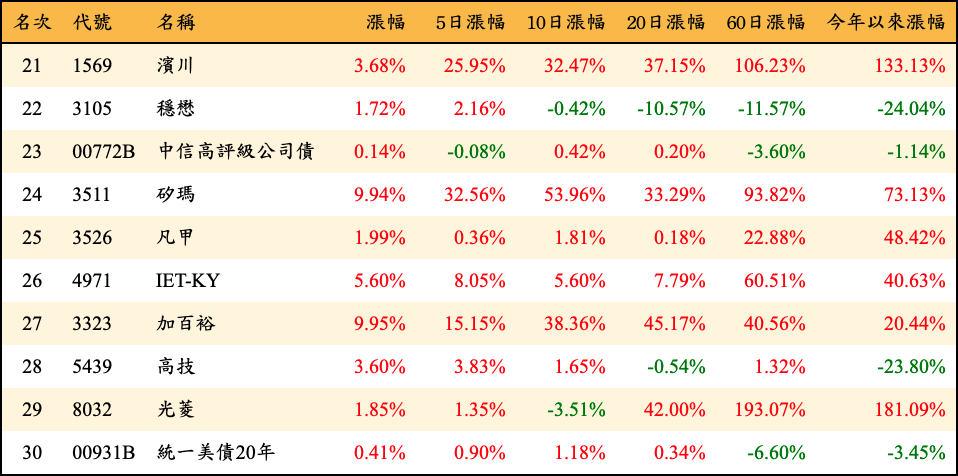 名次 代號 名稱 漲幅 5日漲幅 10日漲幅 20日漲幅 60日漲幅 今年以來漲幅
21 1569 濱川 3.68% 25.95% 32.47% 37.15% 106.23% 133.13%
22 3105 穩懋 1.72% 2.16% -0.42% -10.57% -11.57% -24.04%
23 00772B 中信高評級公司債 0.14% -0.08% 0.42% 0.20% -3.60% -1.14%
24 3511 矽瑪 9.94% 32.56% 53.96% 33.29% 93.82% 73.13%
25 3526 凡甲 1.99% 0.36% 1.81% 0.18% 22.88% 48.42%
26 4971 IET-KY 5.60% 8.05% 5.60% 7.79% 60.51% 40.63%
27 3323 加百裕 9.95% 15.15% 38.36% 45.17% 40.56% 20.44%
28 5439 高技 3.60% 3.83% 1.65% -0.54% 1.32% -23.80%
29 8032 光菱 1.85% 1.35% -3.51% 42.00% 193.07% 181.09%
30 00931B 統一美債20年 0.41% 0.90% 1.18% 0.34% -6.60% -3.45%